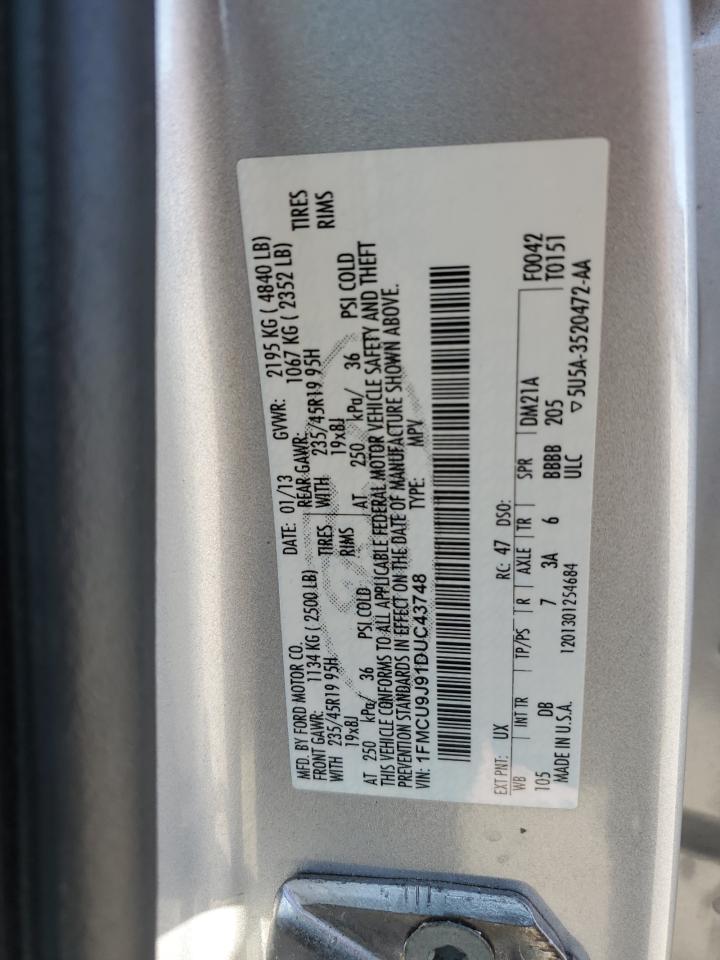 MFD. BY FORD MOTOR CO.
DATE: 01/13 GVWR: 2195 KG ( 4840 LB)
FRONT GAWR: 1134 KG ( 2500 LB) REAR GAWR: 1067 KG ( 2352 LB)
WITH 235/45R19 95H TIRES WITH 235/45R19 95H TIRES
19x8J RIMS 19x8J RIMS
AT 250 kPa/ 36 PSI COLD AT 250 kPa/ 36 PSI COLD
THIS VEHICLE CONFORMS TO ALL APPLICABLE FEDERAL MOTOR VEHICLE SAFETY AND THEFT
PREVENTION STANDARDS IN EFFECT ON THE DATE OF MANUFACTURE SHOWN ABOVE.
VIN: 1FMCU9J91DUC43748 TYPE: MPV
F0042
T0151
EXT PNT: UX RC: 47 DSO:
WB INT TR TP/PS R AXLE TR SPR DM21A
105 DB 7 3A 6 BBBB 205
MADE IN U.S.A. 1201301254684 ULC ▽5U5A-3520472-AA